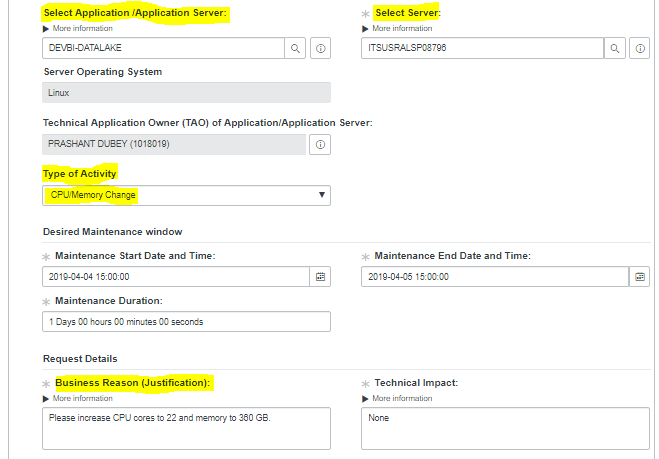 Select Application /Application Server:
Select Server:
More information
More information
DEVBI-DATALAKE
ITSUSRALSP08796
Server Operating System
Linux
Technical Application Owner (TAO) of Application/Application Server:
PRASHANT DUBEY (1018019)
Type of Activity
CPU/Memory Change
Desired Maintenance window
Maintenance Start Date and Time:
Maintenance End Date and Time:
2019-04-04 15:00:00
2019-04-05 15:00:00
Maintenance Duration:
1 Days 00 hours 00 minutes 00 seconds
Request Details
Business Reason (Justification):
Technical Impact:
More information
More information
Please increase CPU cores to 22 and memory to 360 GB.
None